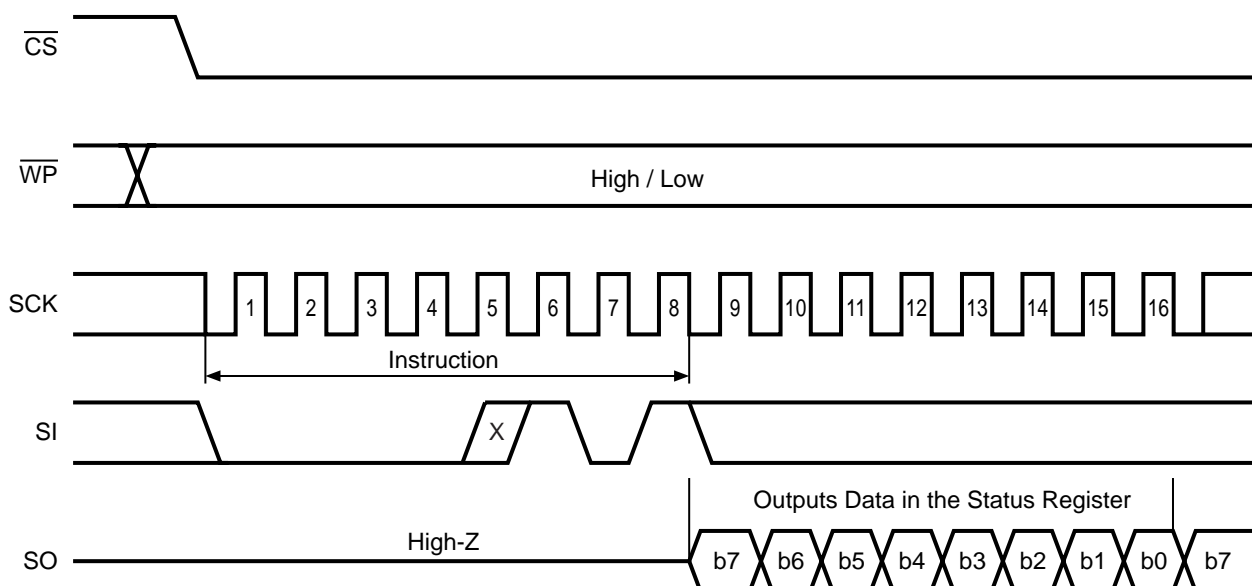 CS
WP
High / Low
SCK
1 2 3 4 5 6 7 8 9 10 11 12 13 14 15 16
Instruction
SI
X
Outputs Data in the Status Register
High-Z
SO
b7 b6 b5 b4 b3 b2 b1 b0 b7